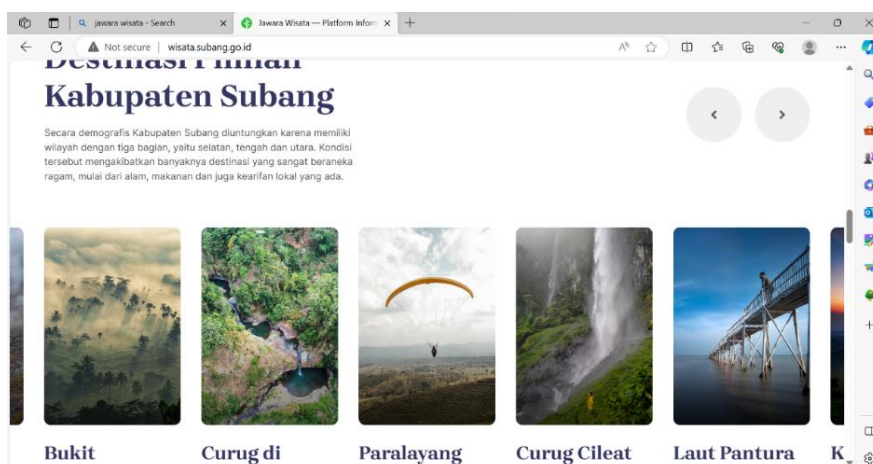 jawara wisata - Search
Jawara Wisata — Platform Inform
Not secure | wisata.subang.go.id
Destinasi Pilihan
Kabupaten Subang
Secara demografis Kabupaten Subang diuntungkan karena memiliki
wilayah dengan tiga bagian, yaitu selatan, tengah dan utara. Kondisi
tersebut mengakibatkan banyaknya destinasi yang sangat beraneka
ragam, mulai dari alam, makanan dan juga kearifan lokal yang ada.
Bukit
Curug di
Paralayang
Curug Cileat
Laut Pantura
K